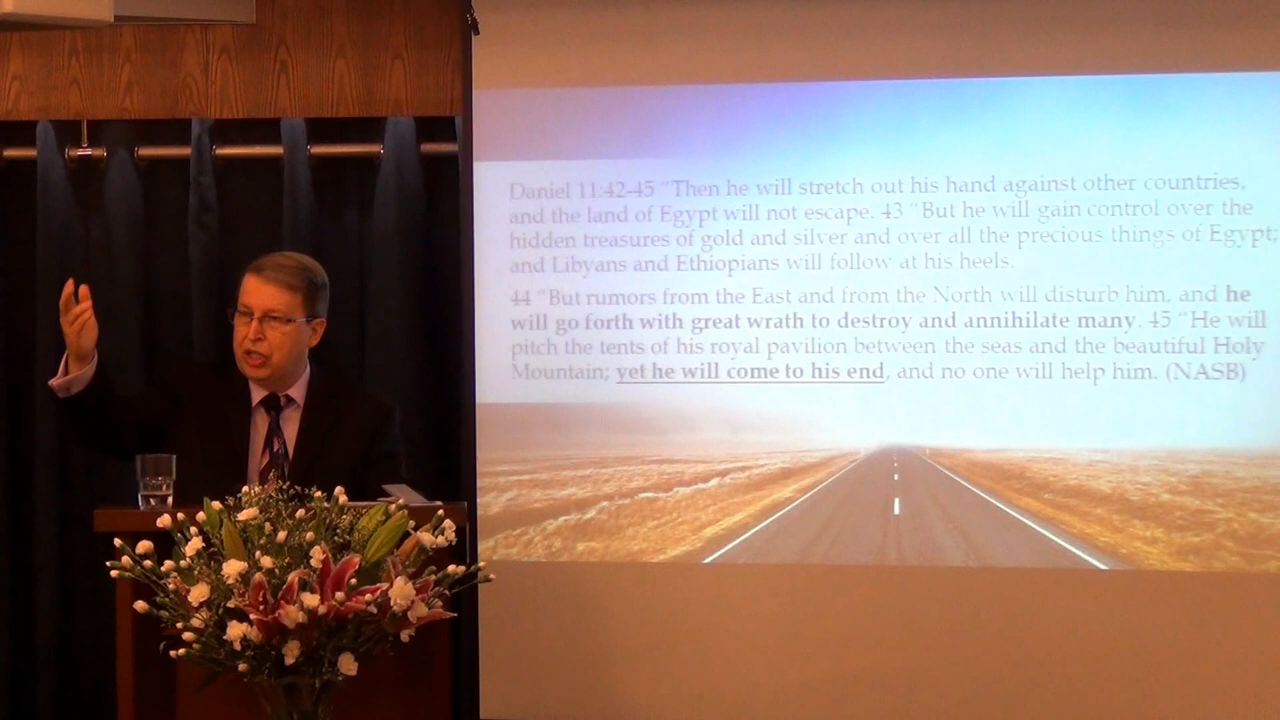 Daniel 11:42-45 “Then he will stretch out his hand against other countries,
and the land of Egypt will not escape. 43 “But he will gain control over the
hidden treasures of gold and silver and over all the precious things of Egypt;
and Libyans and Ethiopians will follow at his heels.
44 “But rumors from the East and from the North will disturb him, and he
will go forth with great wrath to destroy and annihilate many. 45 “He will
pitch the tents of his royal pavilion between the seas and the beautiful Holy
Mountain; yet he will come to his end, and no one will help him. (NASB)